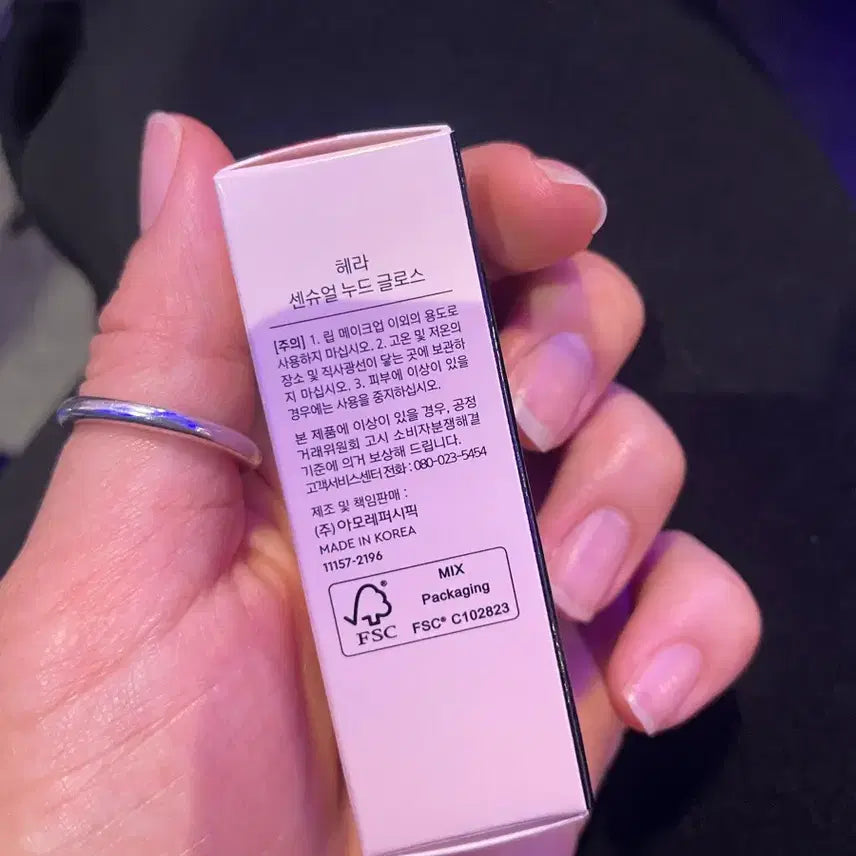 헤라
센슈얼 누드 글로스
[주의] 1. 립 메이크업 이외의 용도로
사용하지 마십시오. 2. 고온 및 저온의
장소 및 직사광선이 닿는 곳에 보관하
지 마십시오. 3. 피부에 이상이 있을
경우에는 사용을 중지하십시오.
본 제품에 이상이 있을 경우, 공정
거래위원회 고시 소비자분쟁해결
기준에 의거 보상해 드립니다.
고객서비스센터 전화 : 080-023-5454
제조 및 책임판매 :
(주)아모레퍼시픽
MADE IN KOREA
11157-2196
MIX
Packaging
FSC® C102823
FSC®